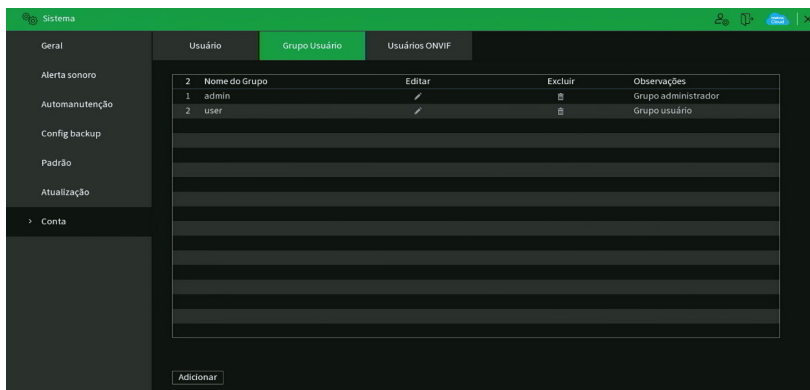 Sistema
Geral
Alerta sonoro
Automanutenção
Config backup
Padrão
Atualização
> Conta
Usuário Grupo Usuário Usuários ONVIF
2 Nome do Grupo Editar Excluir Observações
1 admin Grupo administrador
2 user Grupo usuário
Adicionar